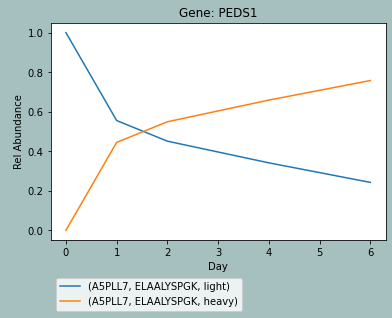 Gene: PEDS1
1.0
0.8
0.6
0.4
0.2
0.0
Rel Abundance
0 1 2 3 4 5 6
Day
(A5PLL7, ELAALYSPGK, light)
(A5PLL7, ELAALYSPGK, heavy)